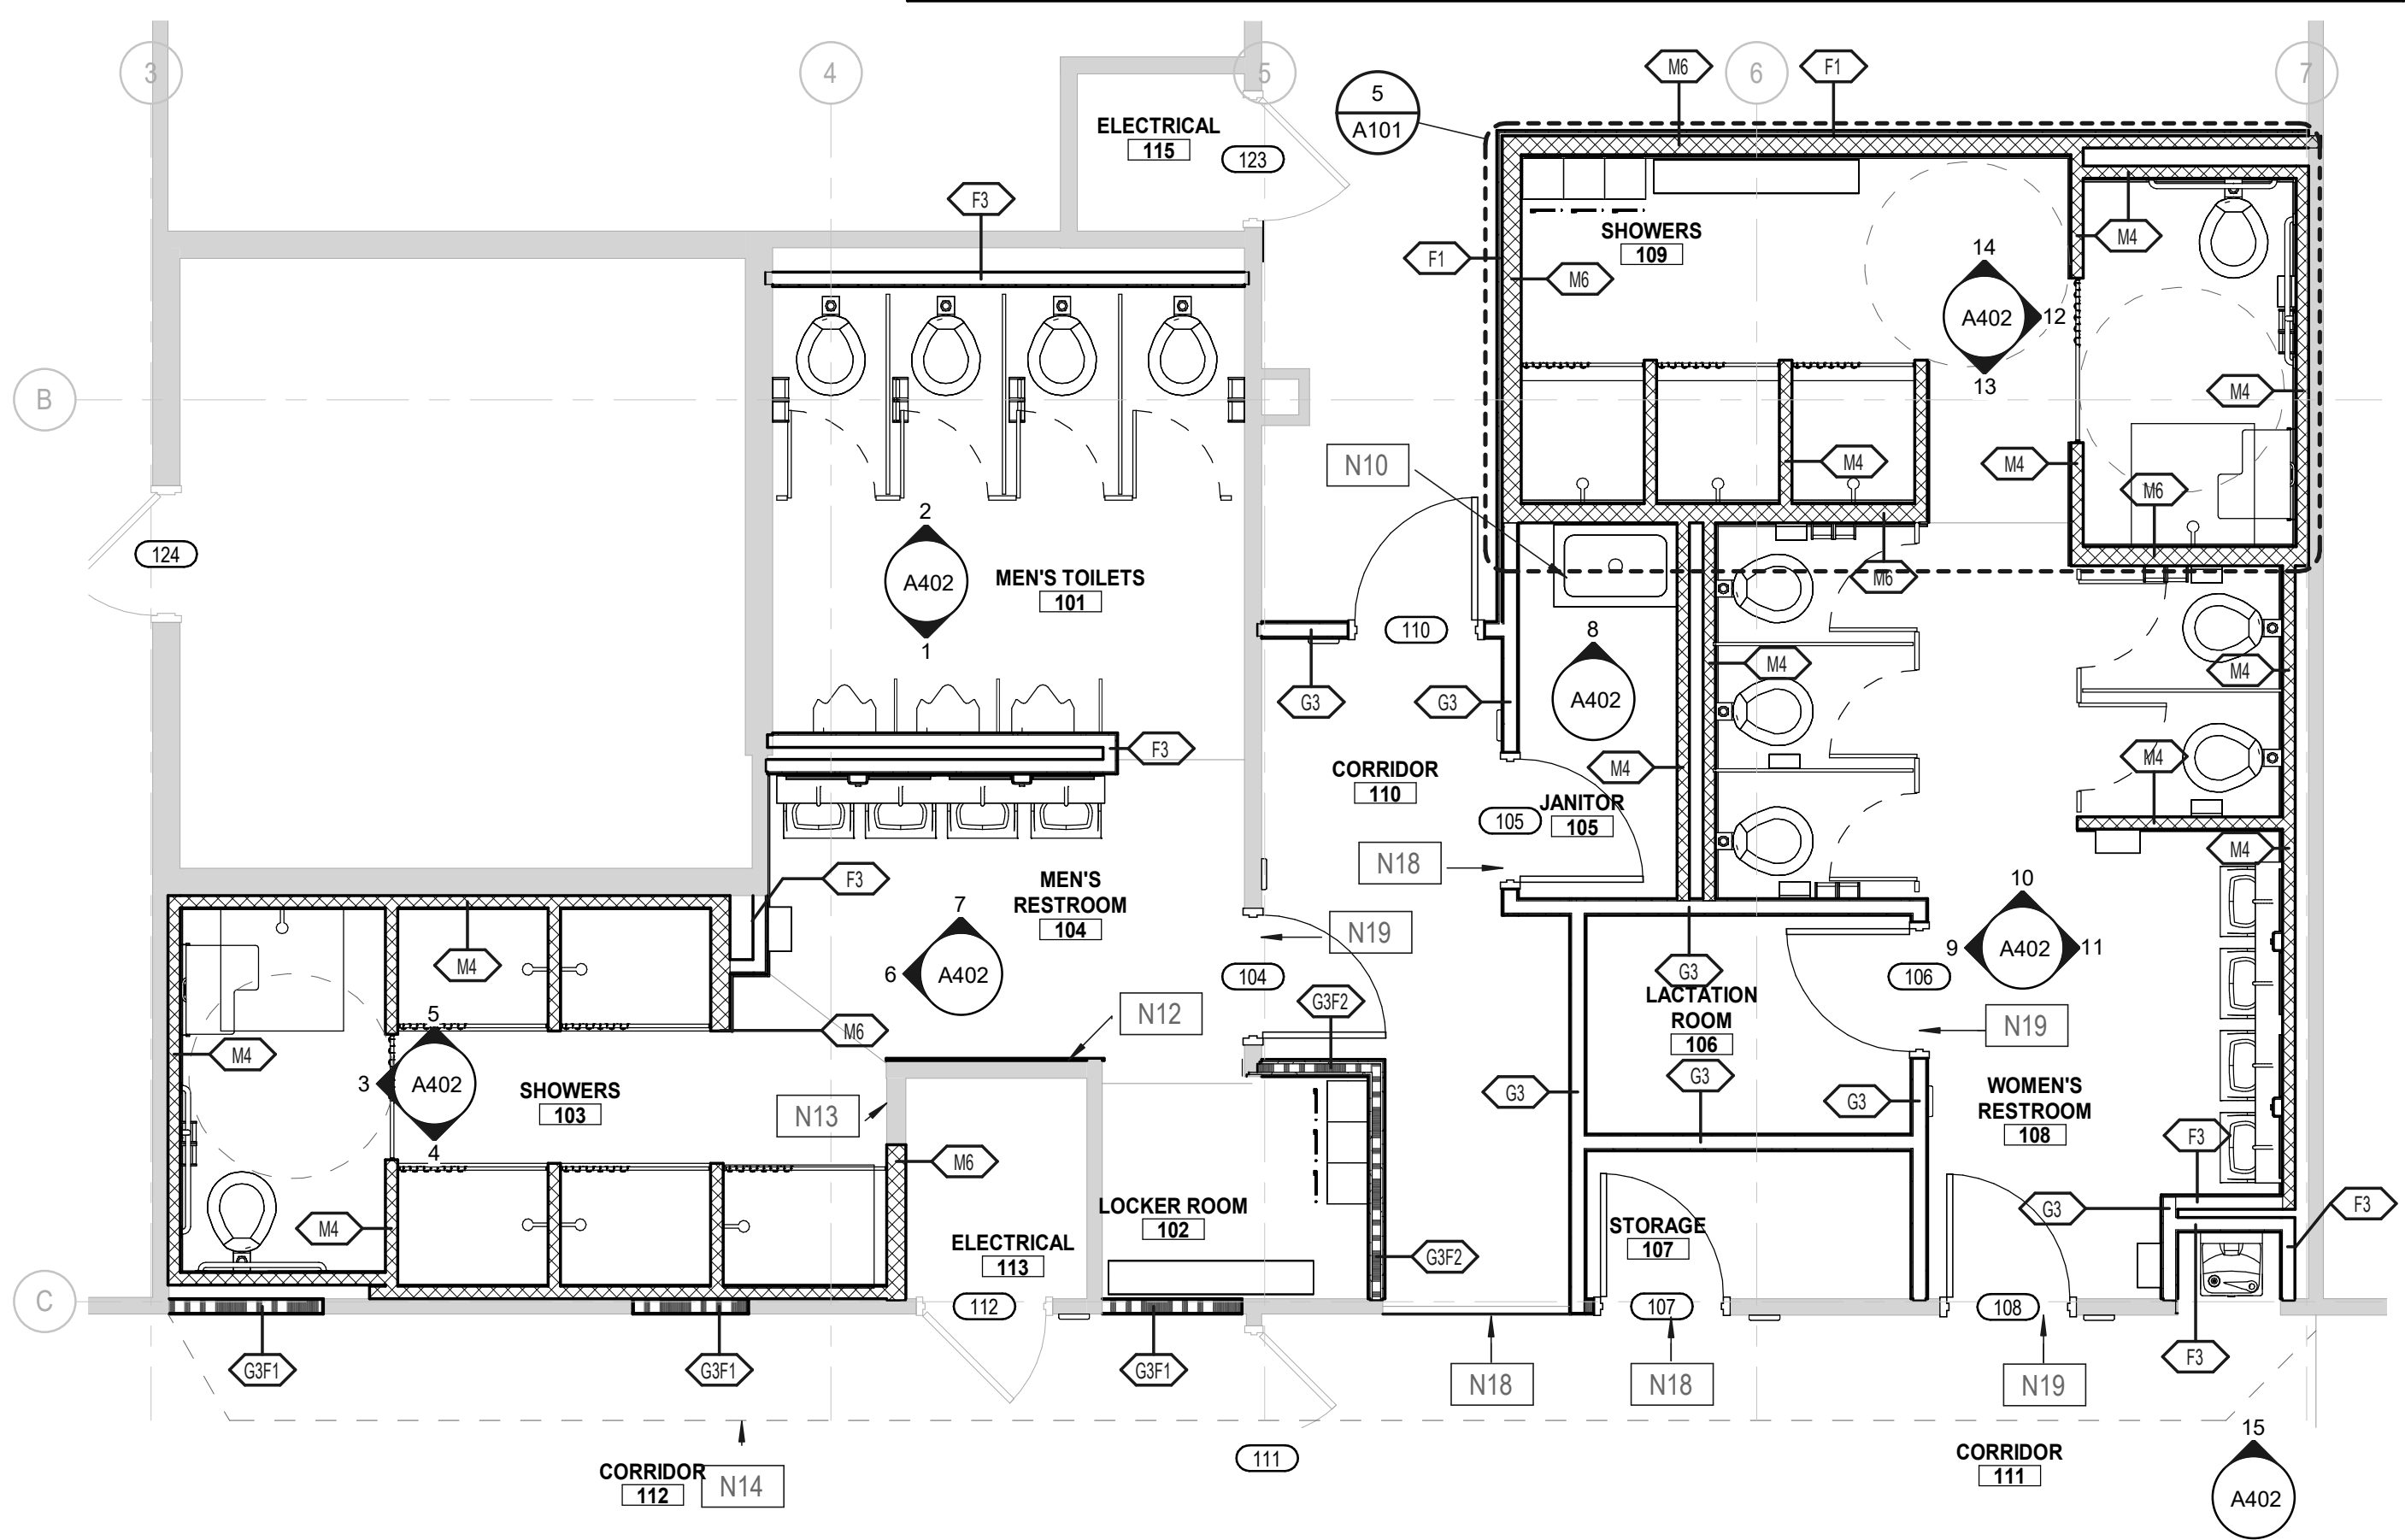 3
4
5
6
7
M6
F1
5
A101
ELECTRICAL
115
123
F3
SHOWERS
109
M4
F1
M6
14
A402
12
13
B
M4
N10
M4
M4
M6
2
A402
1
124
MEN'S TOILETS
101
M6
110
8
A402
M4
M4
G3
G3
F3
CORRIDOR
110
M4
M4
JANITOR
105
105
N18
M4
F3
MEN'S
RESTROOM
104
7
6
A402
N19
10
9
A402
11
M4
104
G3
106
G3F2
LACTATION
ROOM
106
N12
N19
M6
5
3
A402
4
M4
SHOWERS
103
N13
G3
G3
G3
WOMEN'S
RESTROOM
108
F3
M6
M4
LOCKER ROOM
102
G3
F3
ELECTRICAL
113
STORAGE
107
G3F2
C
112
107
108
G3F1
G3F1
G3F1
F3
N18
N18
N19
15
A402
111
CORRIDOR
112
N14
CORRIDOR
111